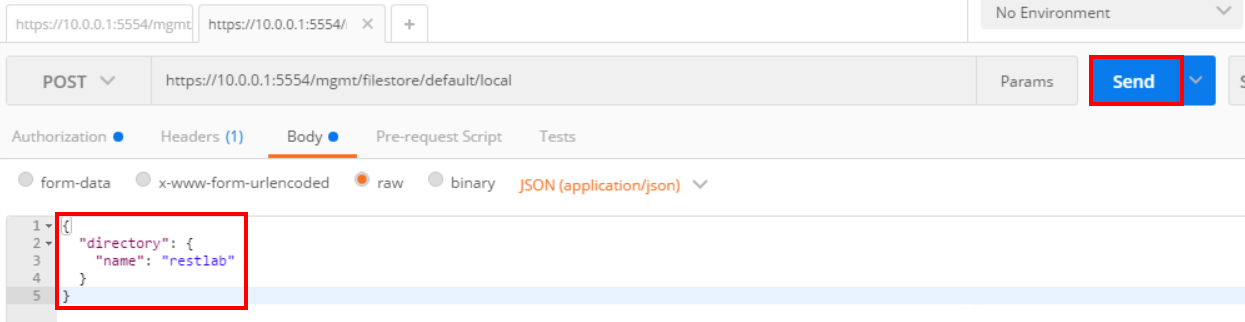 https://10.0.0.1:5554/mgmt
https://10.0.0.1:5554/
No Environment
POST
https://10.0.0.1:5554/mgmt/filestore/default/local
Params
Send
Authorization
Headers (1)
Body
Pre-request Script
Tests
form-data
x-www-form-urlencoded
raw
binary
JSON (application/json)
1 {
2 "directory": {
3 "name": "restlab"
4 }
5 }